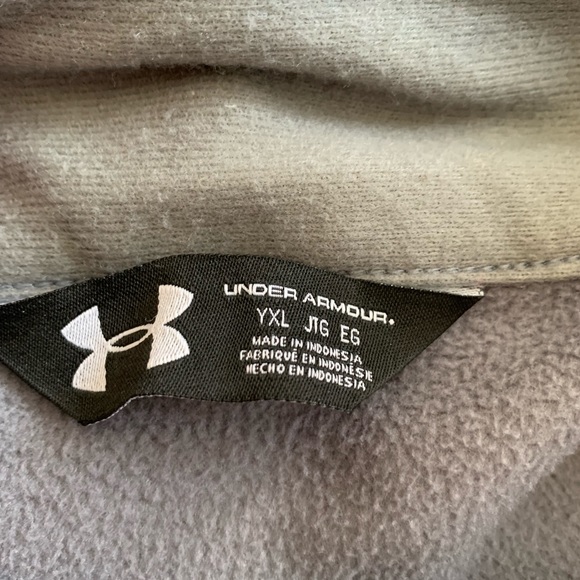 UNDER ARMOUR.
YXL JTG EG
MADE IN INDONESIA
FABRIQUÉ EN INDONÉSIE
HECHO EN INDONESIA